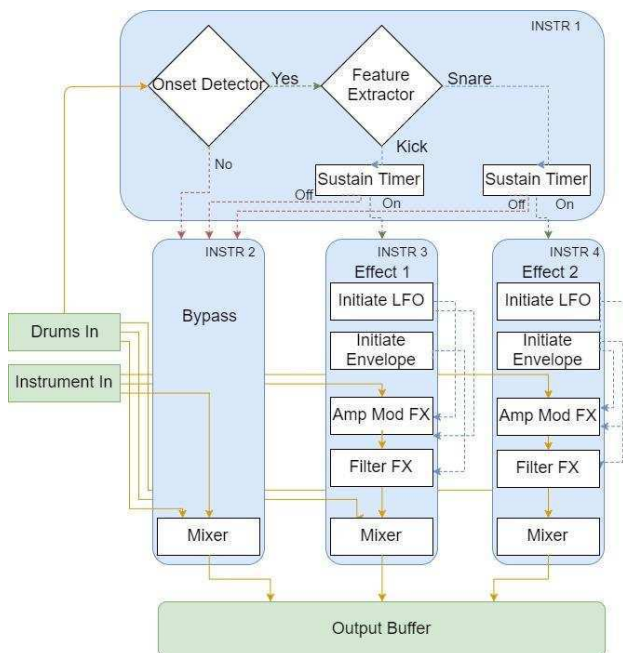 INSTR 1
Onset Detector
Yes
Feature
Extractor
Snare
No
Kick
Sustain Timer
Sustain Timer
Off
On
Off
On
INSTR 2
Bypass
Mixer
INSTR 3
Effect 1
Initiate LFO
Initiate
Envelope
Amp Mod FX
Filter FX
Mixer
INSTR 4
Effect 2
Initiate LFO
Initiate
Envelope
Amp Mod FX
Filter FX
Mixer
Drums In
Instrument In
Output Buffer